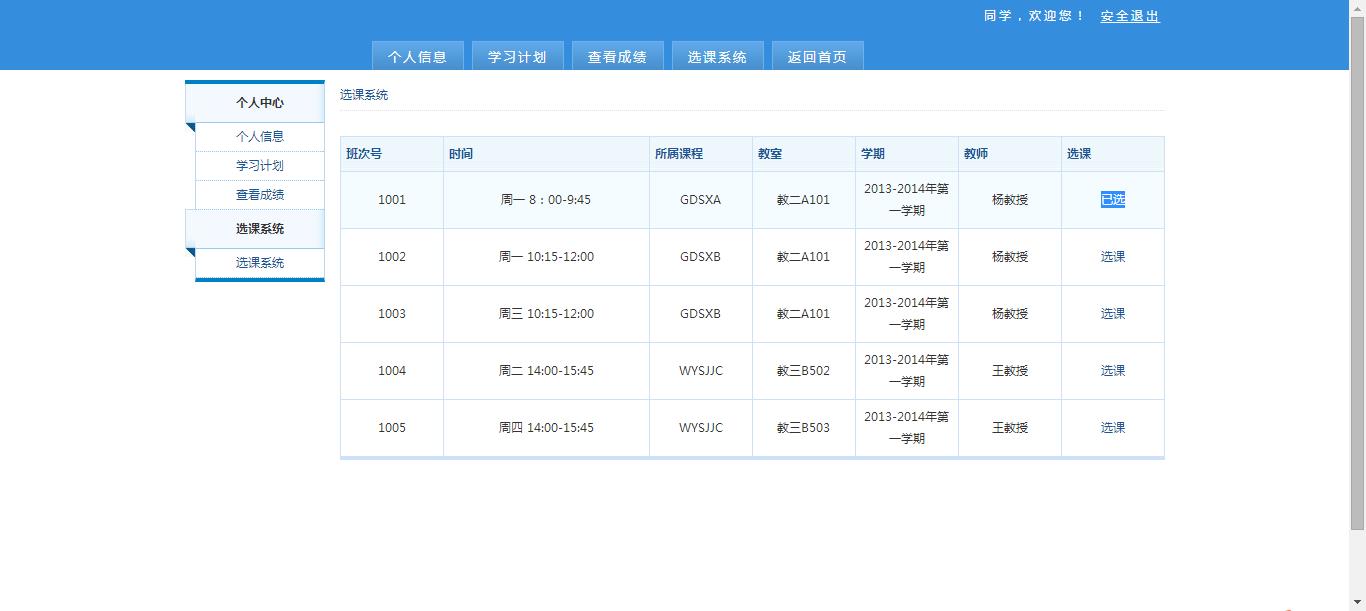 同学，欢迎您！ 安全退出
个人信息 学习计划 查看成绩 选课系统 返回首页
个人中心
个人信息
学习计划
查看成绩
选课系统
选课系统
选课系统
班次号 时间 所属课程 教室 学期 教师 选课
1001 周一 8：00-9:45 GDSXA 教二A101 2013-2014年第 杨教授 已选
一学期
1002 周一 10:15-12:00 GDSXB 教二A101 2013-2014年第 杨教授 选课
一学期
1003 周三 10:15-12:00 GDSXB 教二A101 2013-2014年第 杨教授 选课
一学期
1004 周二 14:00-15:45 WYSJJC 教三B502 2013-2014年第 王教授 选课
一学期
1005 周四 14:00-15:45 WYSJJC 教三B503 2013-2014年第 王教授 选课
一学期